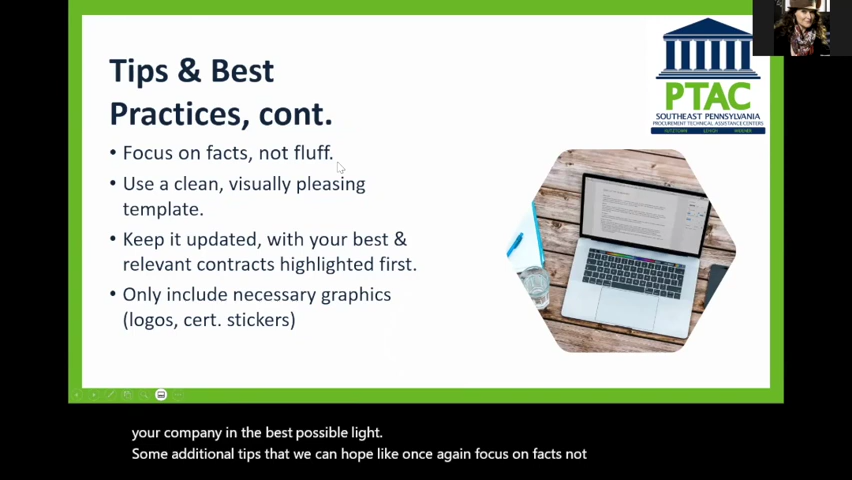 Tips & Best
Practices, cont.
• Focus on facts, not fluff.
• Use a clean, visually pleasing
template.
• Keep it updated, with your best &
relevant contracts highlighted first.
• Only include necessary graphics
(logos, cert. stickers)
PTAC
SOUTHEAST PENNSYLVANIA
PROCUREMENT TECHNICAL ASSISTANCE CENTERS
your company in the best possible light.
Some additional tips that we can hope like once again focus on facts not